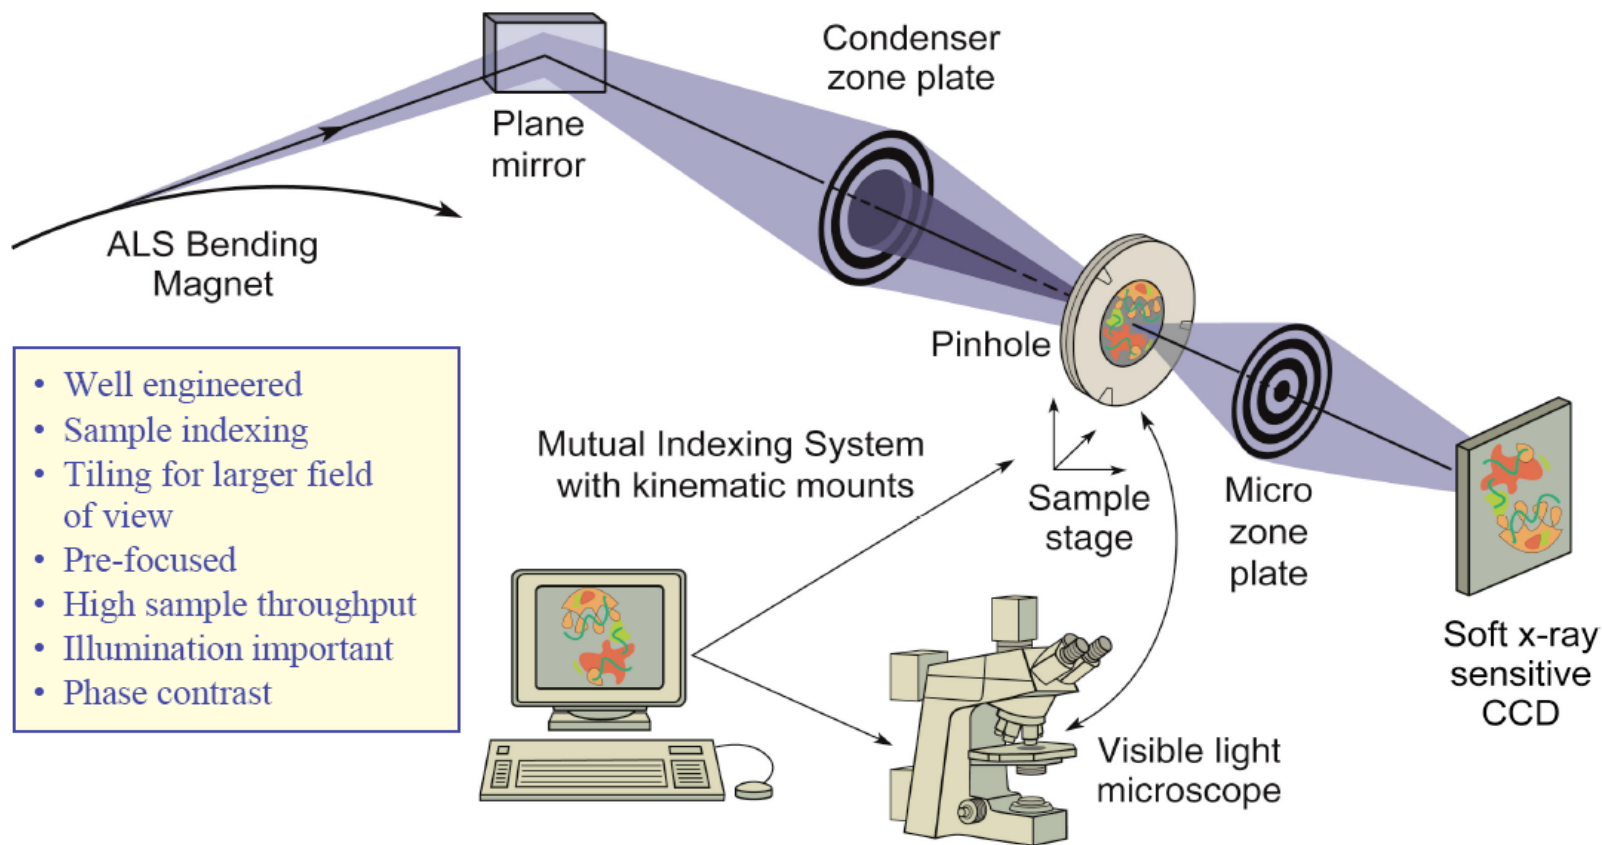 Condenser
zone plate
Plane
mirror
ALS Bending
Magnet
Pinhole
• Well engineered
• Sample indexing
• Tiling for larger field
of view
• Pre-focused
• High sample throughput
• Illumination important
• Phase contrast
Mutual Indexing System
with kinematic mounts
Sample
stage
Micro
zone
plate
Soft x-ray
sensitive
CCD
Visible light
microscope